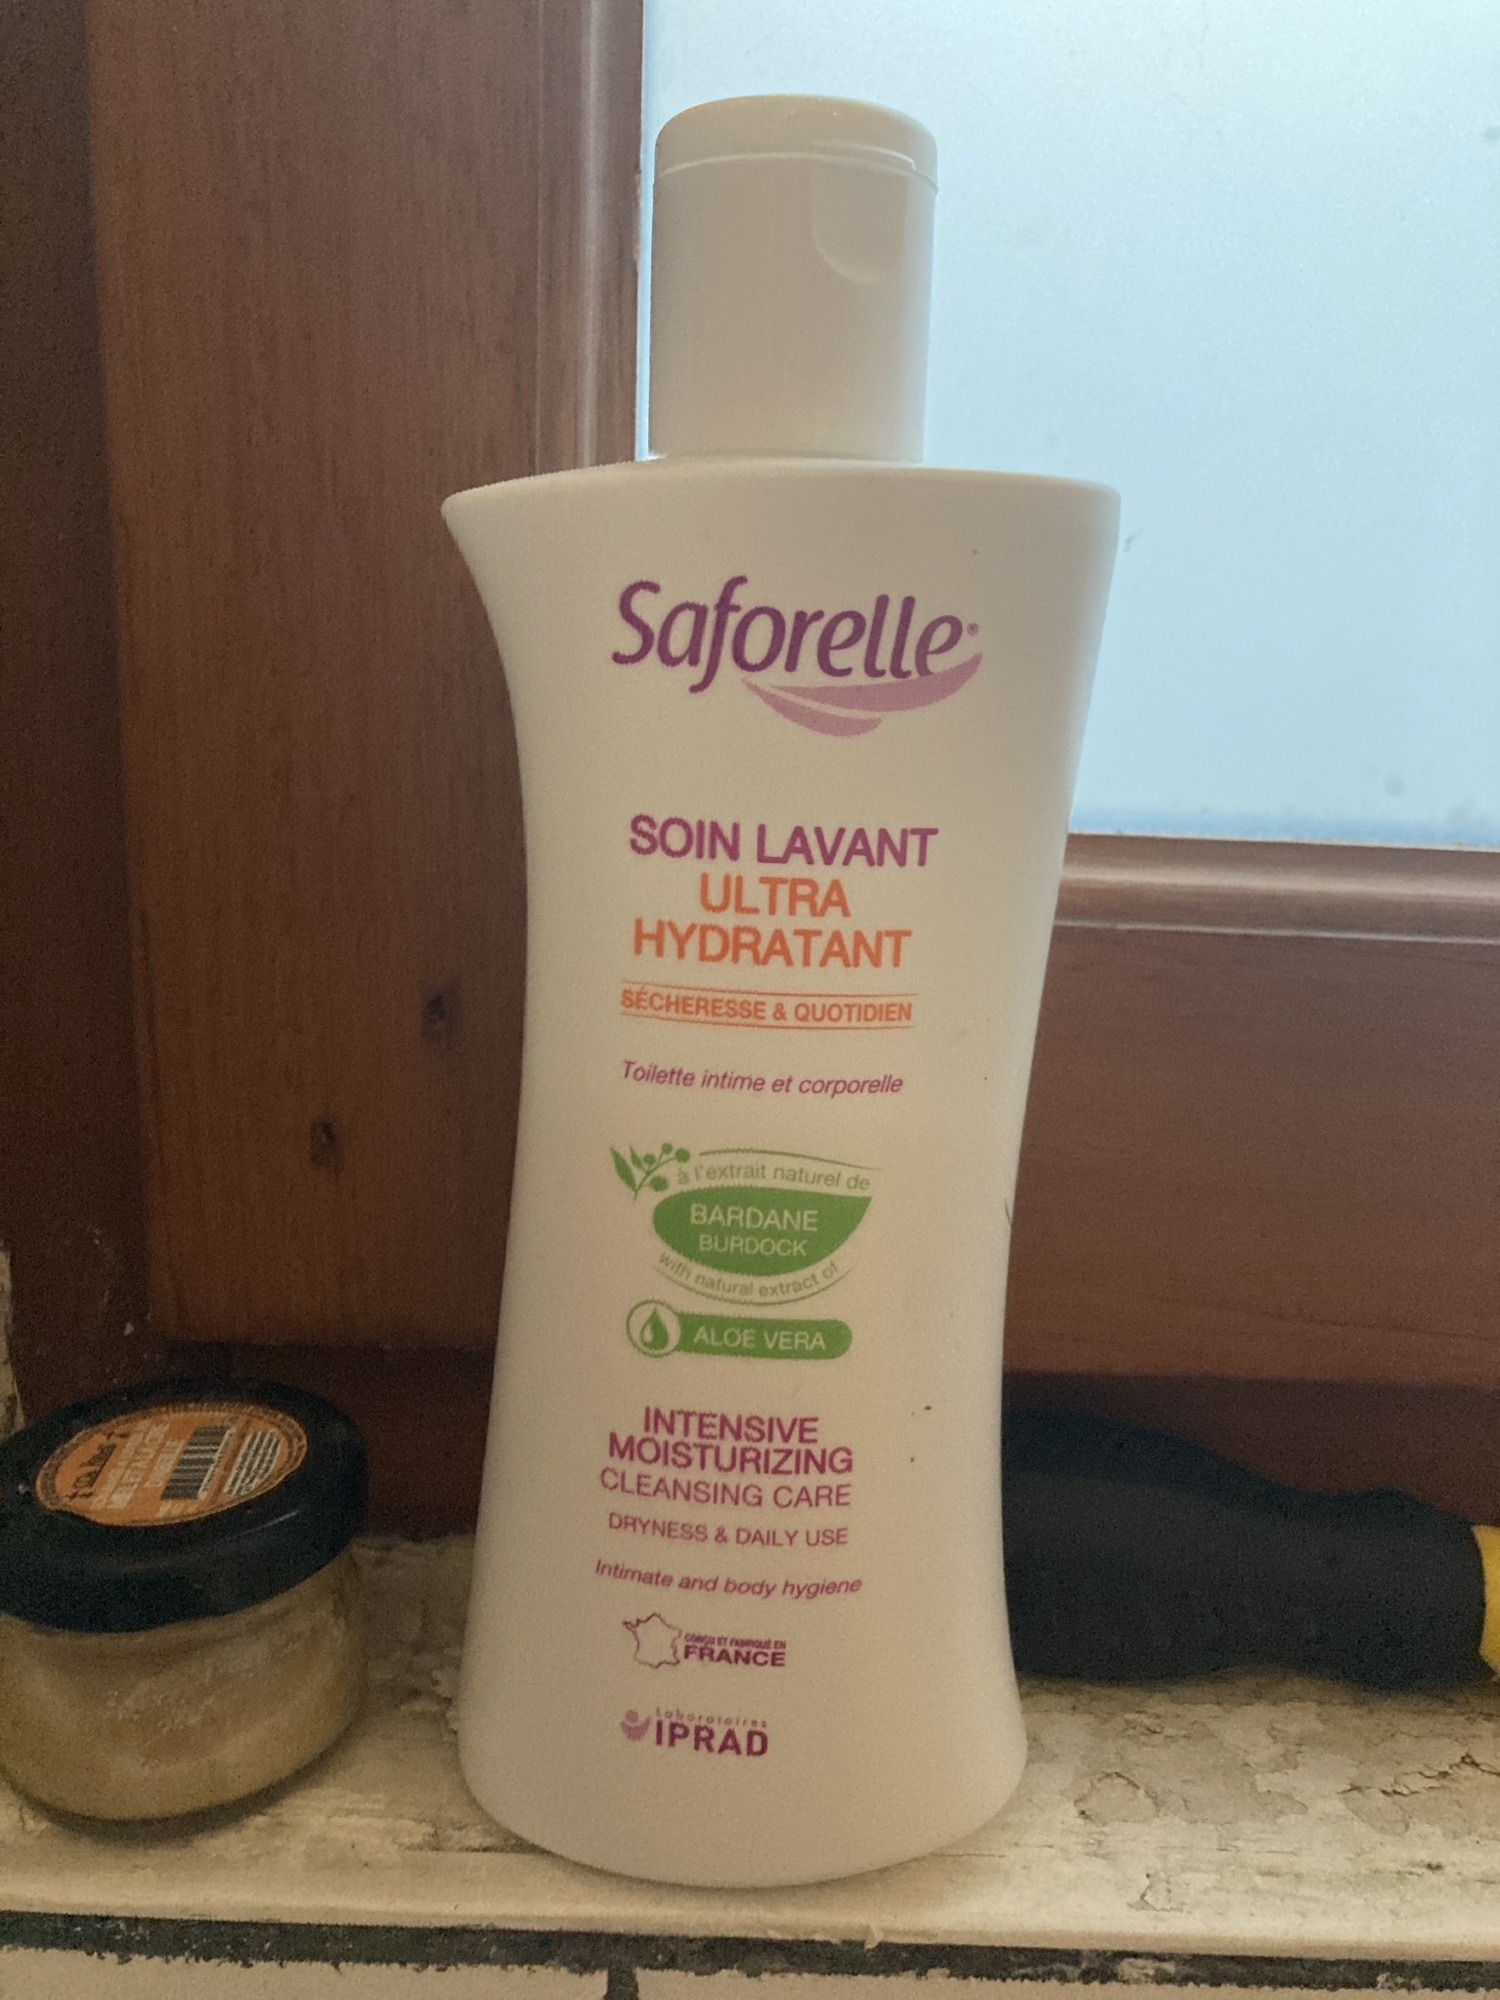 Saforelle®
SOIN LAVANT
ULTRA
HYDRATANT
SÉCHERESSE & QUOTIDIEN
Toilette intime et corporelle
à l'extrait naturel de
BARDANE
BURDOCK
with natural extract of
ALOE VERA
INTENSIVE
MOISTURIZING
CLEANSING CARE
DRYNESS & DAILY USE
Intimate and body hygiene
CONÇU ET FABRIQUÉ EN
FRANCE
Laboratoires
IPRAD